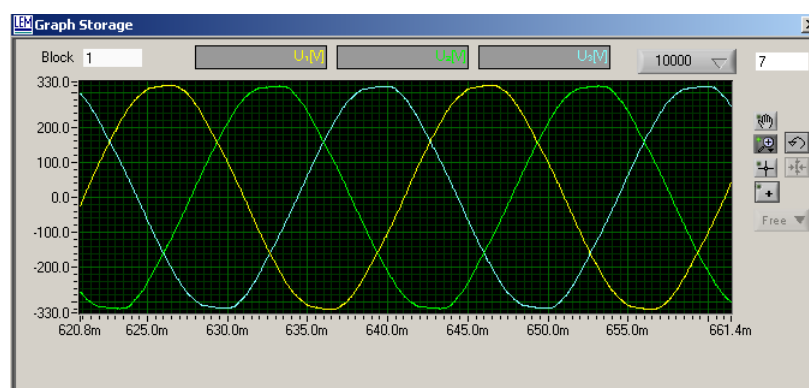 LEM Graph Storage
Block 1 U₁[V] U₂[V] U₃[V] 10000 7
330.0
200.0
100.0
0.0
-100.0
-200.0
-330.0
Free
620.8m 625.0m 630.0m 635.0m 640.0m 645.0m 650.0m 655.0m 661.4m